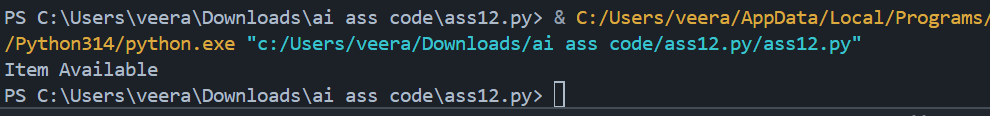 PS C:\Users\veera\Downloads\ai ass code\ass12.py> & C:/Users/veera/AppData/Local/Programs/
/Python314/python.exe "c:/Users/veera/Downloads/ai ass code/ass12.py/ass12.py"
Item Available
PS C:\Users\veera\Downloads\ai ass code\ass12.py>